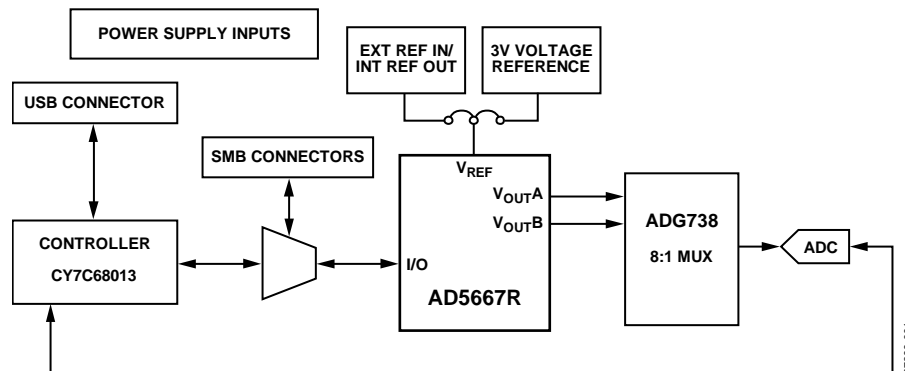 POWER SUPPLY INPUTS
EXT REF IN/
INT REF OUT
3V VOLTAGE
REFERENCE
USB CONNECTOR
SMB CONNECTORS
VREF
VOUTA
VOUTB
CONTROLLER
CY7C68013
I/O
AD5667R
ADG738
8:1 MUX
ADC